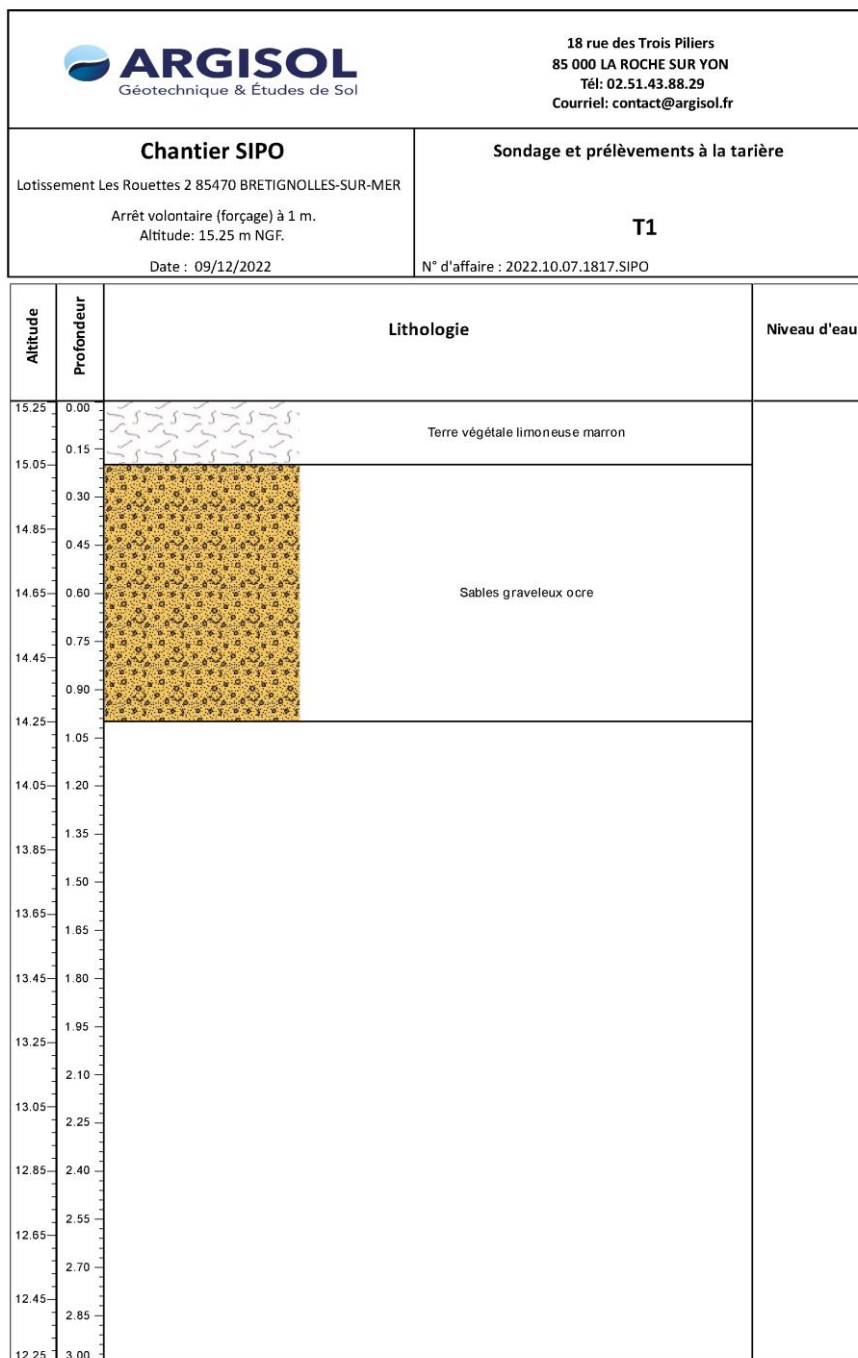 ARGISOL
Géotechnique & Études de Sol
18 rue des Trois Piliers
85 000 LA ROCHE SUR YON
Tél: 02.51.43.88.29
Courriel: contact@argisol.fr
Chantier SIPO
Lotissement Les Rouettes 2 85470 BRETIGNOLLES-SUR-MER
Arrêt volontaire (forçage) à 1 m.
Altitude: 15.25 m NGF.
Date : 09/12/2022
Sondage et prélèvements à la tarière
T1
N° d'affaire : 2022.10.07.1817.SIPO
Altitude
Profondeur
Lithologie
Niveau d'eau
15.25 0.00
Terre végétale limoneuse marron
0.15
15.05
0.30
14.85
0.45
14.65 0.60
Sables graveleux ocre
0.75
14.45
0.90
14.25
1.05
14.05 1.20
1.35
13.85
1.50
13.65
1.65
13.45 1.80
1.95
13.25
2.10
13.05
2.25
12.85 2.40
2.55
12.65
2.70
12.45
2.85
12.25 3.00